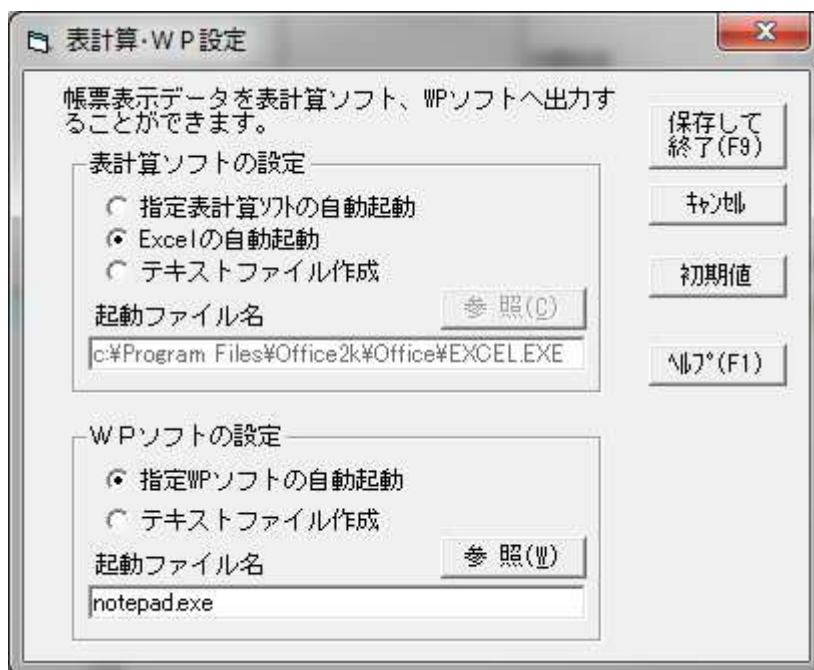 表計算・ＷＰ設定
帳票表示データを表計算ソフト、WPソフトへ出力す
ることができます。
表計算ソフトの設定
指定表計算ｿﾌﾄの自動起動
Excelの自動起動
テキストファイル作成
起動ファイル名
参 照(C)
c:¥Program Files¥Office2k¥Office¥EXCEL.EXE
ＷＰソフトの設定
指定WPソフトの自動起動
テキストファイル作成
起動ファイル名
参 照(W)
notepad.exe
保存して
終了(F9)
ｷｬﾝｾﾙ
初期値
ﾍﾙﾌﾟ(F1)